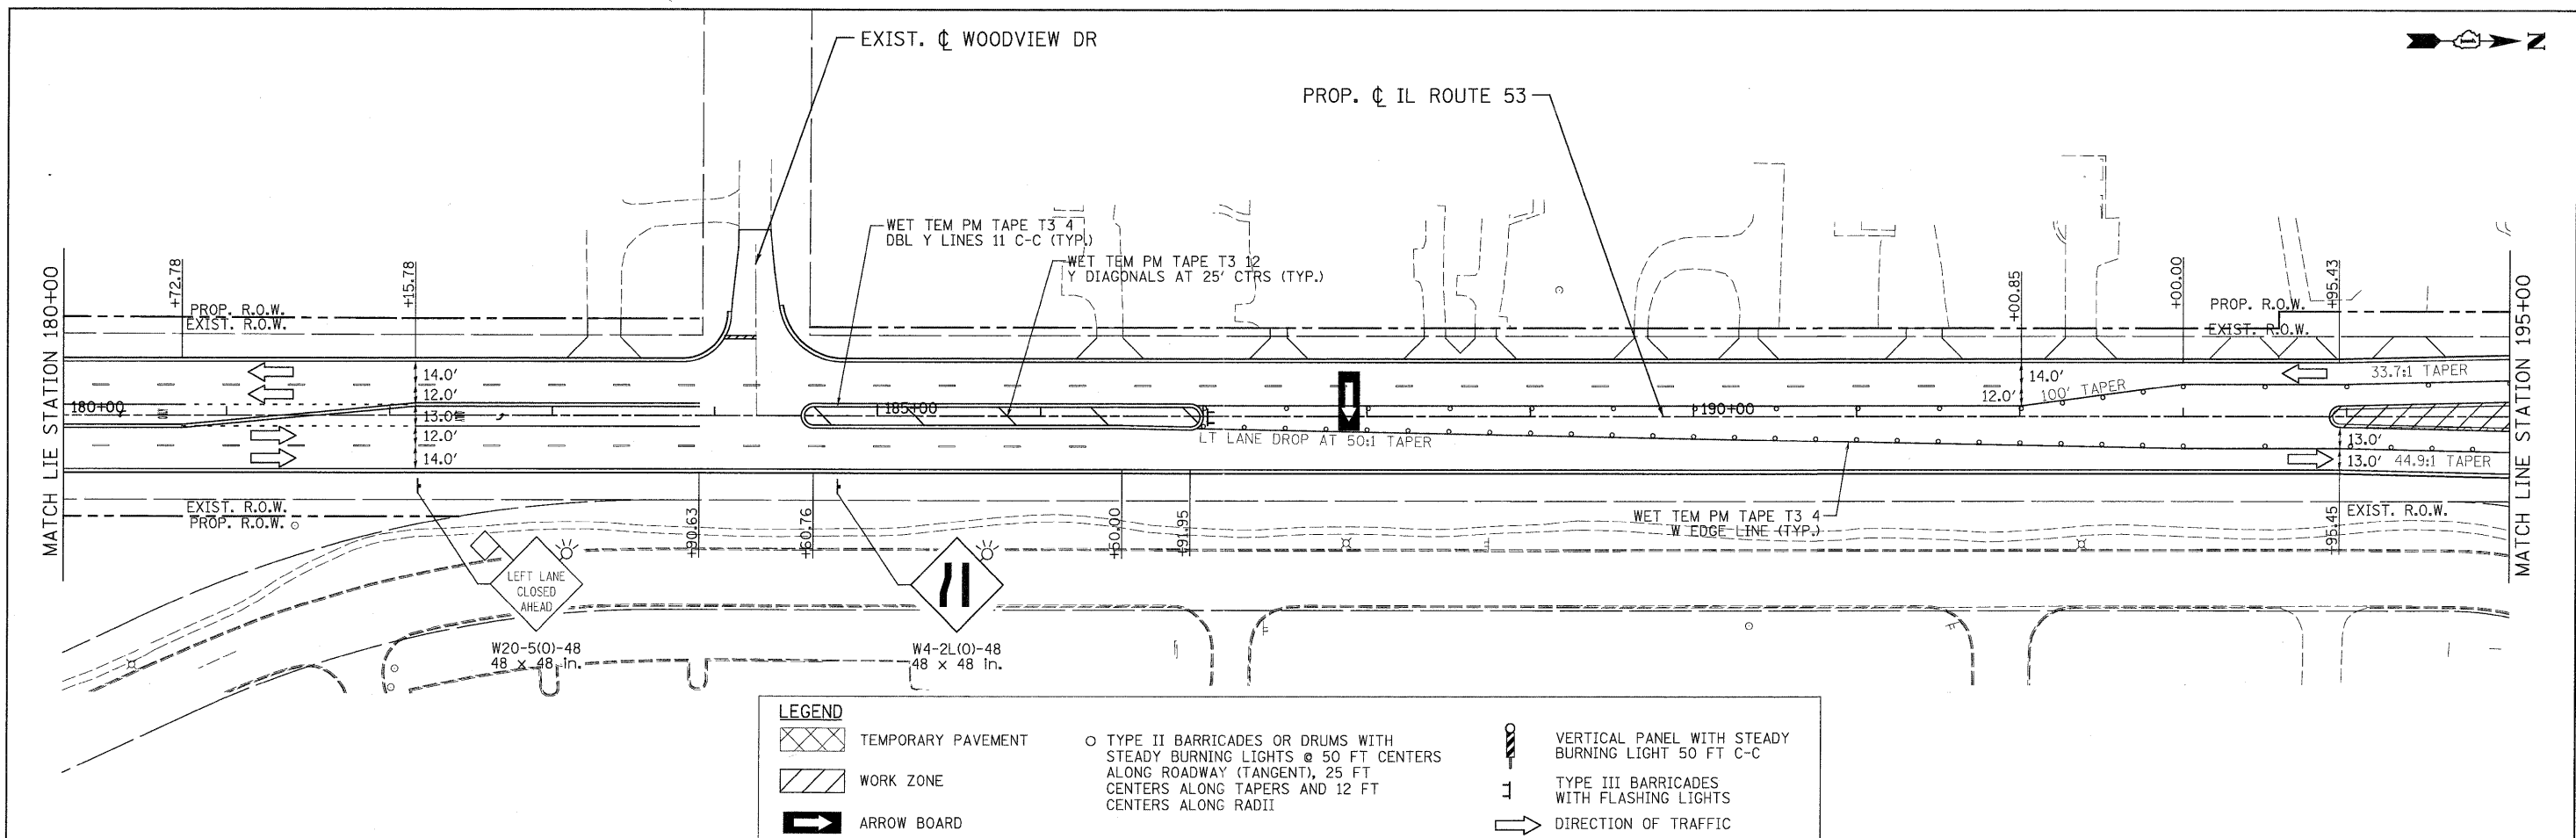 EXIST. ℄ WOODVIEW DR
N
PROP. ℄ IL ROUTE 53
WET TEM PM TAPE T3 4
DBL Y LINES 11 C-C (TYP.)
WET TEM PM TAPE T3 12
Y DIAGONALS AT 25' CTRS (TYP.)
MATCH LIE STATION 180+00
+72.78
+15.78
+00.85
+00.00
+95.43
MATCH LINE STATION 195+00
PROP. R.O.W.
EXIST. R.O.W.
PROP. R.O.W.
EXIST. R.O.W.
14.0'
12.0'
13.0'
12.0'
14.0'
180+00
185+00
190+00
14.0'
12.0'
100' TAPER
33.7:1 TAPER
LT LANE DROP AT 50:1 TAPER
13.0'
13.0'
44.9:1 TAPER
EXIST. R.O.W.
PROP. R.O.W.
+90.63
+60.76
+50.00
+91.95
WET TEM PM TAPE T3 4
W EDGE LINE (TYP.)
+95.45
EXIST. R.O.W.
LEFT LANE
CLOSED
AHEAD
W20-5(O)-48
48 x 48 in.
W4-2L(O)-48
48 x 48 in.
LEGEND
TEMPORARY PAVEMENT
WORK ZONE
ARROW BOARD
TYPE II BARRICADES OR DRUMS WITH
STEADY BURNING LIGHTS @ 50 FT CENTERS
ALONG ROADWAY (TANGENT), 25 FT
CENTERS ALONG TAPERS AND 12 FT
CENTERS ALONG RADII
VERTICAL PANEL WITH STEADY
BURNING LIGHT 50 FT C-C
TYPE III BARRICADES
WITH FLASHING LIGHTS
DIRECTION OF TRAFFIC